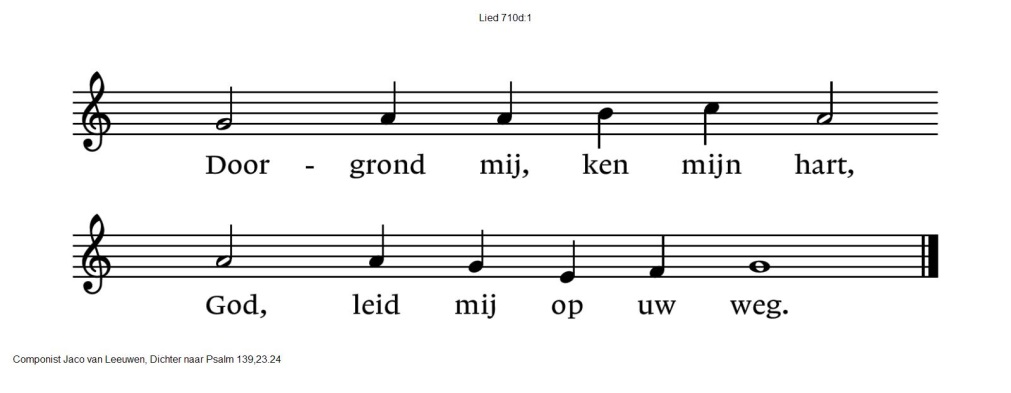 Lied 710d:1
Door - grond mij, ken mijn hart,
God, leid mij op uw weg.
Componist Jaco van Leeuwen, Dichter naar Psalm 139,23.24